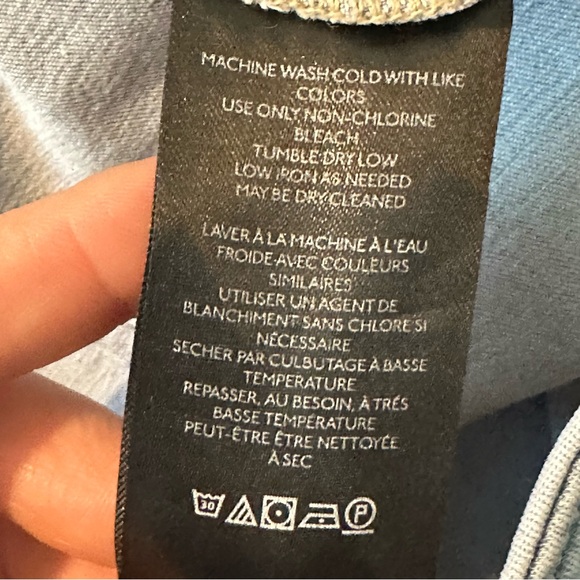 MACHINE WASH COLD WITH LIKE
COLORS
USE ONLY NON-CHLORINE
BLEACH
TUMBLE DRY LOW
LOW IRON AS NEEDED
MAY BE DRY CLEANED
LAVER À LA MACHINE À L'EAU
FROIDE AVEC COULEURS
SIMILAIRES
UTILISER UN AGENT DE
BLANCHIMENT SANS CHLORE SI
NÉCESSAIRE
SECHER PAR CULBUTAGE À BASSE
TEMPERATURE
REPASSER, AU BESOIN, À TRÉS
BASSE TEMPÉRATURE
PEUT-ÊTRE ÊTRE NETTOYÉE
À SEC
30 P